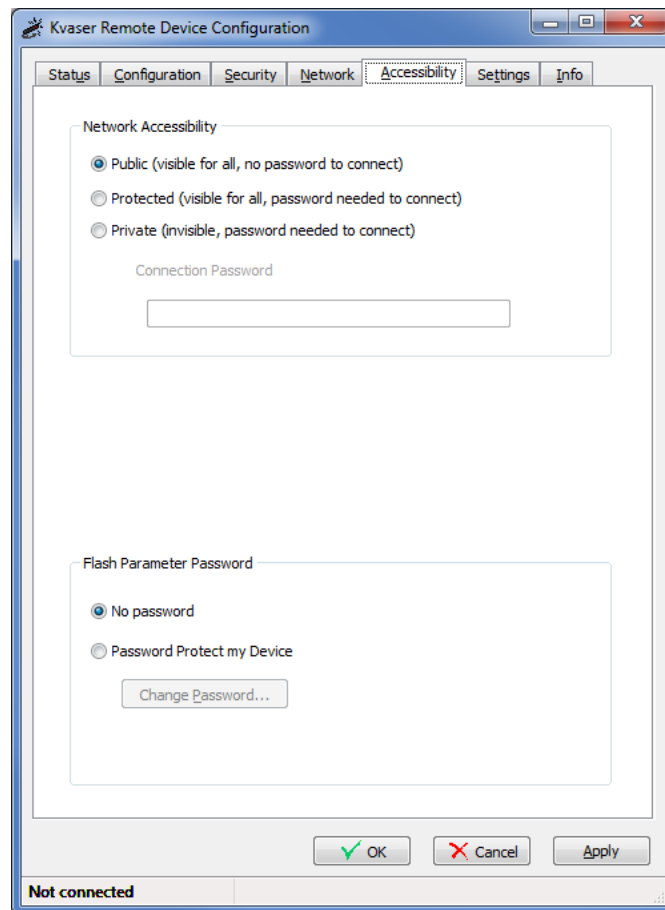 Kvaser Remote Device Configuration
Status Configuration Security Network Accessibility Settings Info
Network Accessibility
Public (visible for all, no password to connect)
Protected (visible for all, password needed to connect)
Private (invisible, password needed to connect)
Connection Password
Flash Parameter Password
No password
Password Protect my Device
Change Password...
OK Cancel Apply
Not connected